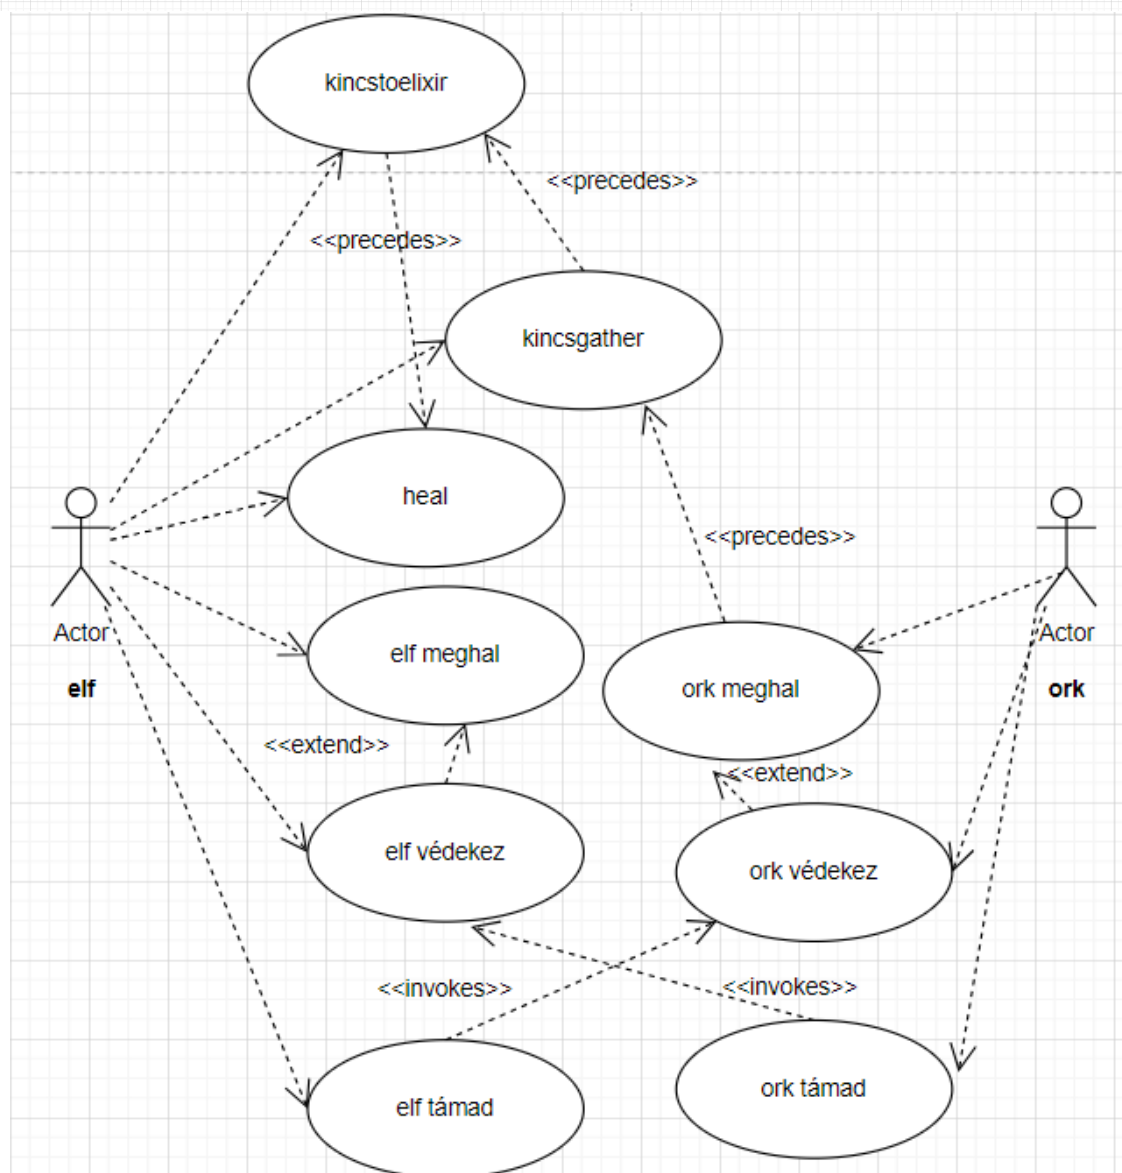 kincstoelixir
<<precedes>>
<<precedes>>
kincsgather
heal
<<precedes>>
Actor
elf
Actor
ork
elf meghal
ork meghal
<<extend>>
<<extend>>
elf védekez
ork védekez
<<invokes>>
<<invokes>>
elf támad
ork támad